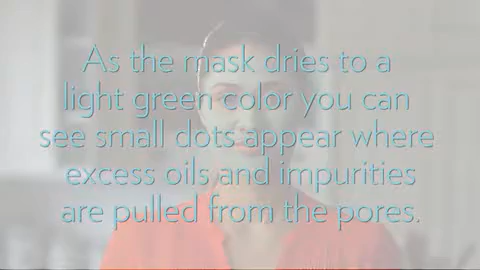 As the mask dries to a
light green color you can
see small dots appear where
excess oils and impurities
are pulled from the pores.